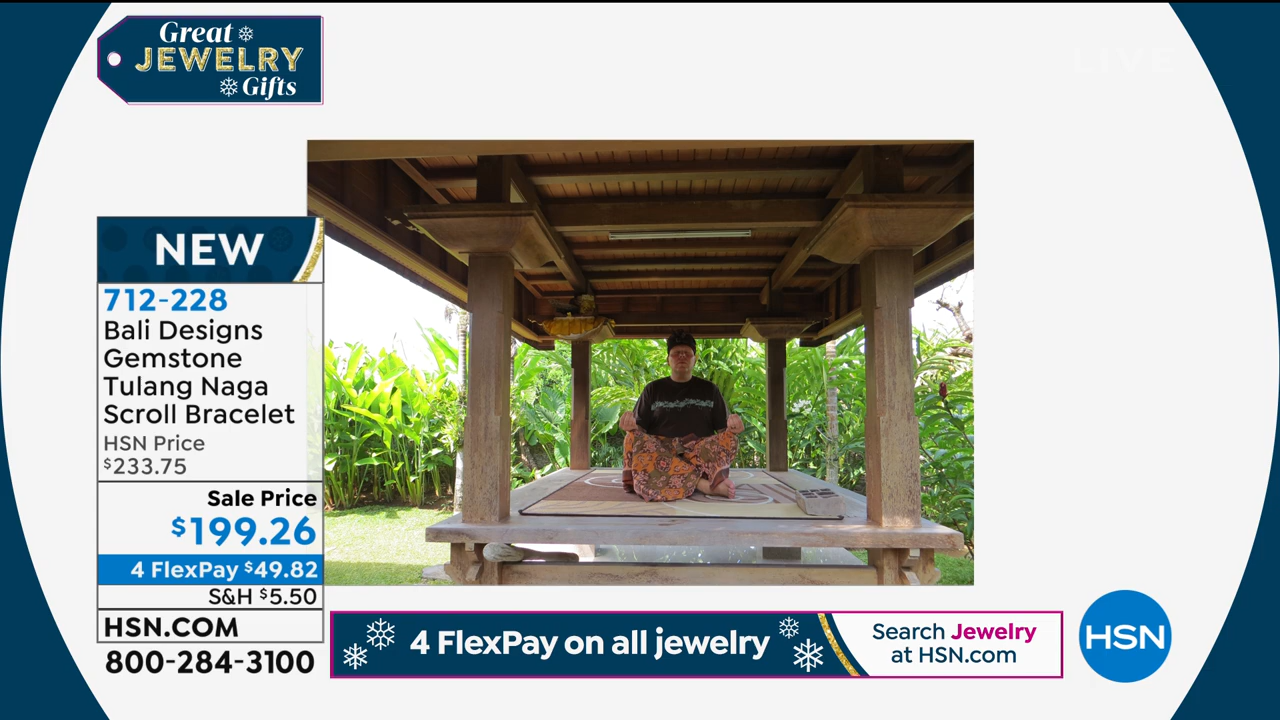 Great
JEWELRY
Gifts
LIVE
NEW
712-228
Bali Designs
Gemstone
Tulang Naga
Scroll Bracelet
HSN Price
$233.75
Sale Price
$199.26
4 FlexPay $49.82
S&H $5.50
HSN.COM
800-284-3100
4 FlexPay on all jewelry
Search Jewelry
at HSN.com
HSN